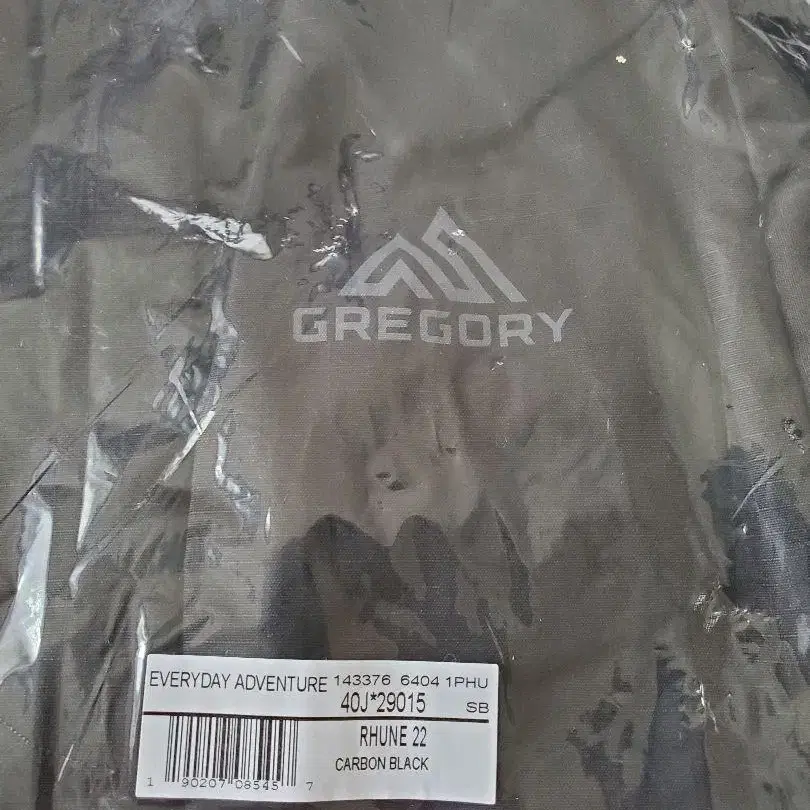 GREGORY
EVERYDAY ADVENTURE 143376 6404 1PHU
40J*29015 SB
RHUNE 22
CARBON BLACK
1 90207 08545 7